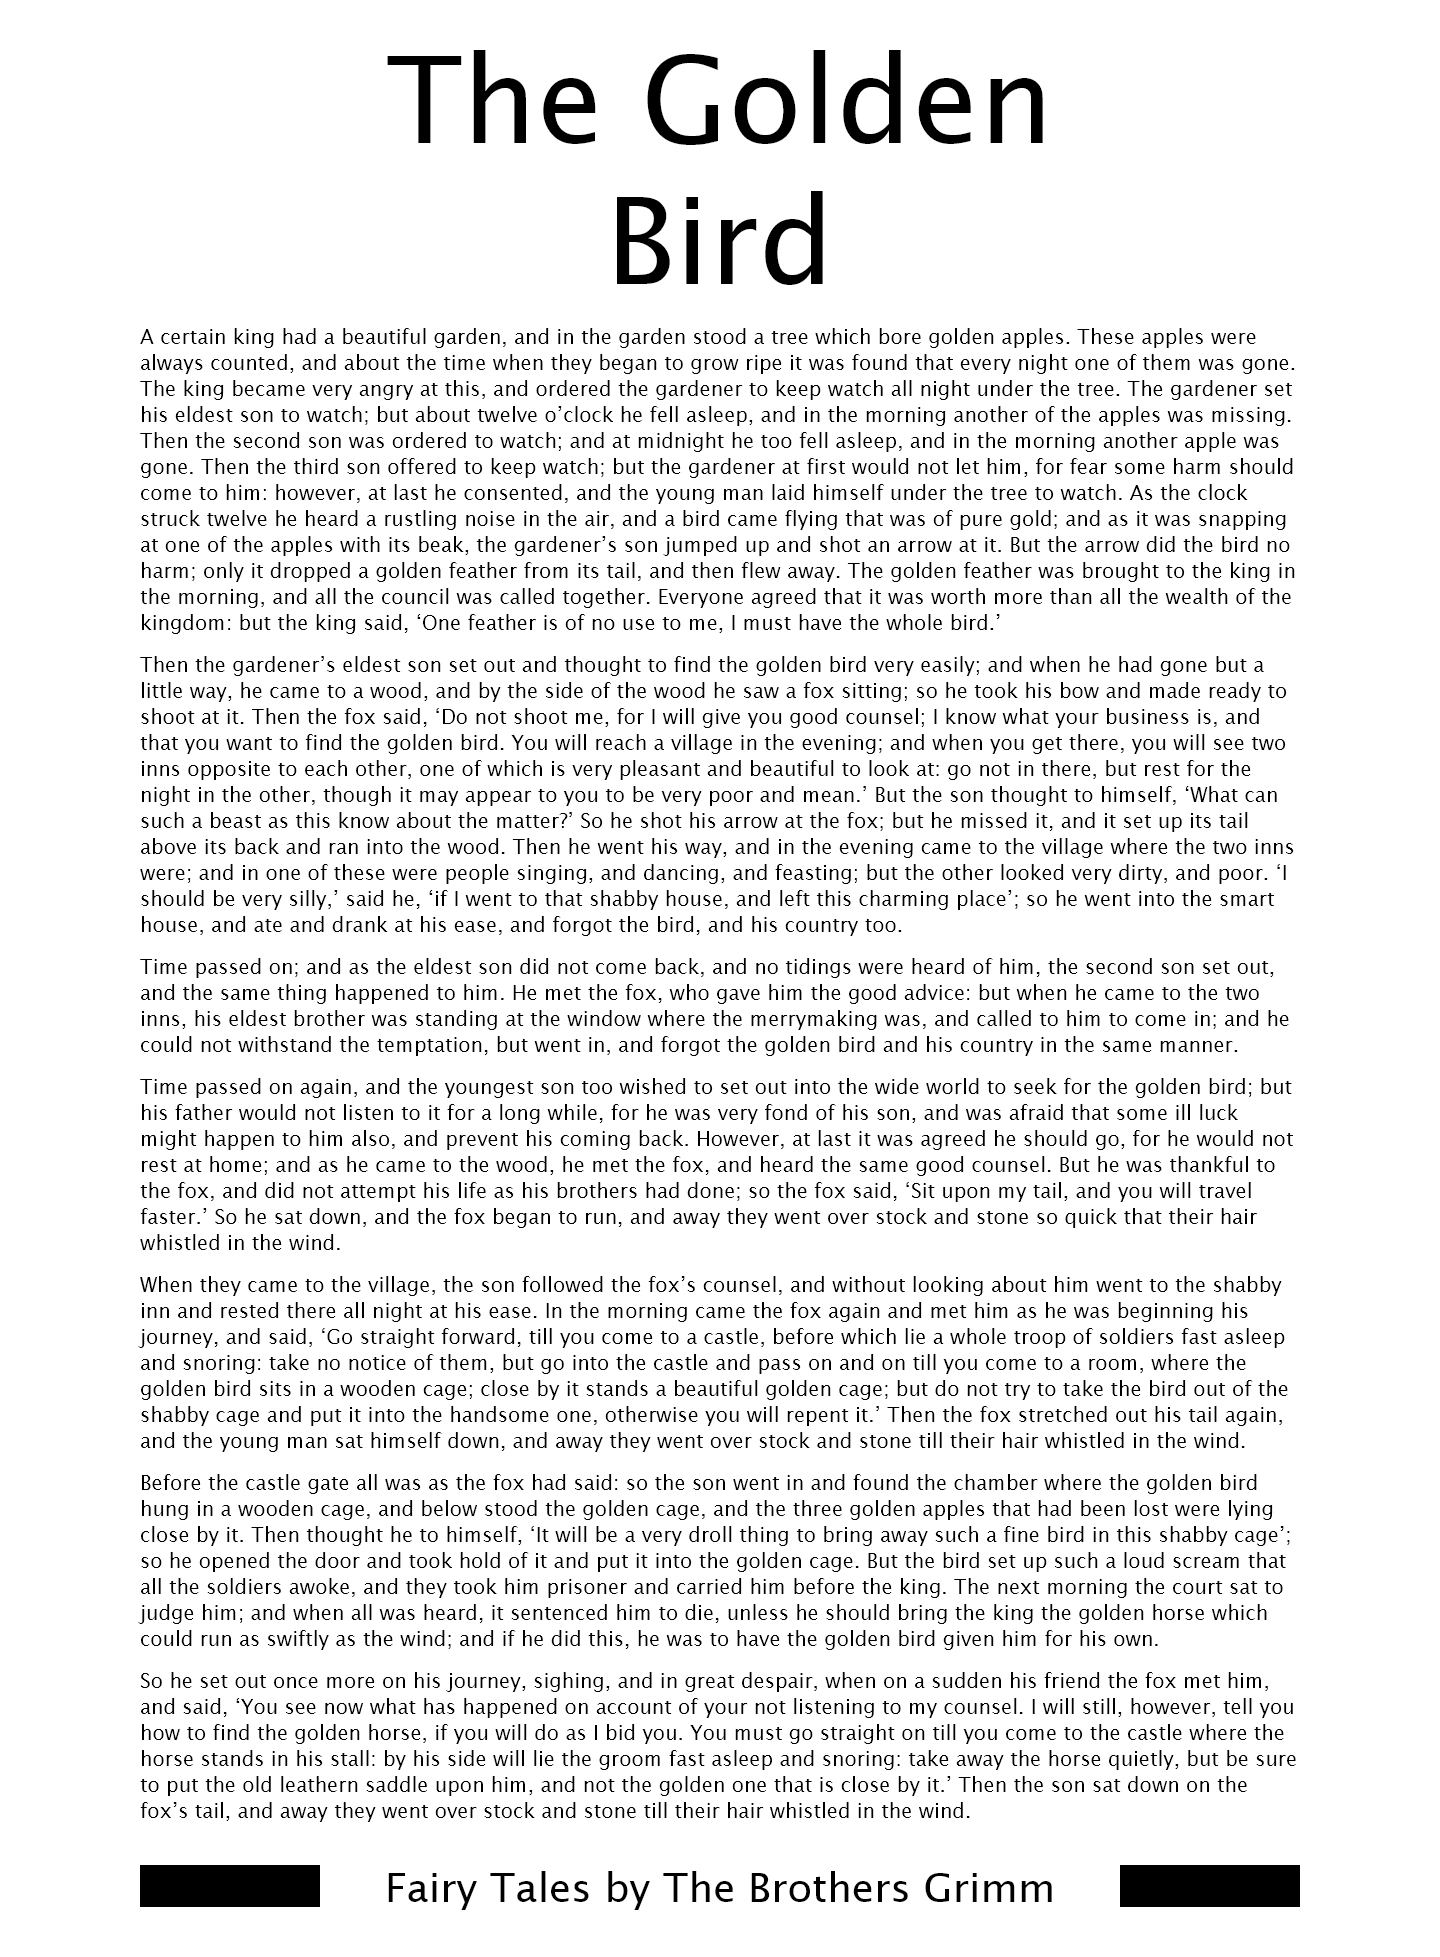 The Golden
Bird
A certain king had a beautiful garden, and in the garden stood a tree which bore golden apples. These apples were
always counted, and about the time when they began to grow ripe it was found that every night one of them was gone.
The king became very angry at this, and ordered the gardener to keep watch all night under the tree. The gardener set
his eldest son to watch; but about twelve o’clock he fell asleep, and in the morning another of the apples was missing.
Then the second son was ordered to watch; and at midnight he too fell asleep, and in the morning another apple was
gone. Then the third son offered to keep watch; but the gardener at first would not let him, for fear some harm should
come to him: however, at last he consented, and the young man laid himself under the tree to watch. As the clock
struck twelve he heard a rustling noise in the air, and a bird came flying that was of pure gold; and as it was snapping
at one of the apples with its beak, the gardener’s son jumped up and shot an arrow at it. But the arrow did the bird no
harm; only it dropped a golden feather from its tail, and then flew away. The golden feather was brought to the king in
the morning, and all the council was called together. Everyone agreed that it was worth more than all the wealth of the
kingdom: but the king said, ‘One feather is of no use to me, I must have the whole bird.’
Then the gardener’s eldest son set out and thought to find the golden bird very easily; and when he had gone but a
little way, he came to a wood, and by the side of the wood he saw a fox sitting; so he took his bow and made ready to
shoot at it. Then the fox said, ‘Do not shoot me, for I will give you good counsel; I know what your business is, and
that you want to find the golden bird. You will reach a village in the evening; and when you get there, you will see two
inns opposite to each other, one of which is very pleasant and beautiful to look at: go not in there, but rest for the
night in the other, though it may appear to you to be very poor and mean.’ But the son thought to himself, ‘What can
such a beast as this know about the matter?’ So he shot his arrow at the fox; but he missed it, and it set up its tail
above its back and ran into the wood. Then he went his way, and in the evening came to the village where the two inns
were; and in one of these were people singing, and dancing, and feasting; but the other looked very dirty, and poor. ‘I
should be very silly,’ said he, ‘if I went to that shabby house, and left this charming place’; so he went into the smart
house, and ate and drank at his ease, and forgot the bird, and his country too.
Time passed on; and as the eldest son did not come back, and no tidings were heard of him, the second son set out,
and the same thing happened to him. He met the fox, who gave him the good advice: but when he came to the two
inns, his eldest brother was standing at the window where the merrymaking was, and called to him to come in; and he
could not withstand the temptation, but went in, and forgot the golden bird and his country in the same manner.
Time passed on again, and the youngest son too wished to set out into the wide world to seek for the golden bird; but
his father would not listen to it for a long while, for he was very fond of his son, and was afraid that some ill luck
might happen to him also, and prevent his coming back. However, at last it was agreed he should go, for he would not
rest at home; and as he came to the wood, he met the fox, and heard the same good counsel. But he was thankful to
the fox, and did not attempt his life as his brothers had done; so the fox said, ‘Sit upon my tail, and you will travel
faster.’ So he sat down, and the fox began to run, and away they went over stock and stone so quick that their hair
whistled in the wind.
When they came to the village, the son followed the fox’s counsel, and without looking about him went to the shabby
inn and rested there all night at his ease. In the morning came the fox again and met him as he was beginning his
journey, and said, ‘Go straight forward, till you come to a castle, before which lie a whole troop of soldiers fast asleep
and snoring: take no notice of them, but go into the castle and pass on and on till you come to a room, where the
golden bird sits in a wooden cage; close by it stands a beautiful golden cage; but do not try to take the bird out of the
shabby cage and put it into the handsome one, otherwise you will repent it.’ Then the fox stretched out his tail again,
and the young man sat himself down, and away they went over stock and stone till their hair whistled in the wind.
Before the castle gate all was as the fox had said: so the son went in and found the chamber where the golden bird
hung in a wooden cage, and below stood the golden cage, and the three golden apples that had been lost were lying
close by it. Then thought he to himself, ‘It will be a very droll thing to bring away such a fine bird in this shabby cage’;
so he opened the door and took hold of it and put it into the golden cage. But the bird set up such a loud scream that
all the soldiers awoke, and they took him prisoner and carried him before the king. The next morning the court sat to
judge him; and when all was heard, it sentenced him to die, unless he should bring the king the golden horse which
could run as swiftly as the wind; and if he did this, he was to have the golden bird given him for his own.
So he set out once more on his journey, sighing, and in great despair, when on a sudden his friend the fox met him,
and said, ‘You see now what has happened on account of your not listening to my counsel. I will still, however, tell you
how to find the golden horse, if you will do as I bid you. You must go straight on till you come to the castle where the
horse stands in his stall: by his side will lie the groom fast asleep and snoring: take away the horse quietly, but be sure
to put the old leathern saddle upon him, and not the golden one that is close by it.’ Then the son sat down on the
fox’s tail, and away they went over stock and stone till their hair whistled in the wind.
Fairy Tales by The Brothers Grimm